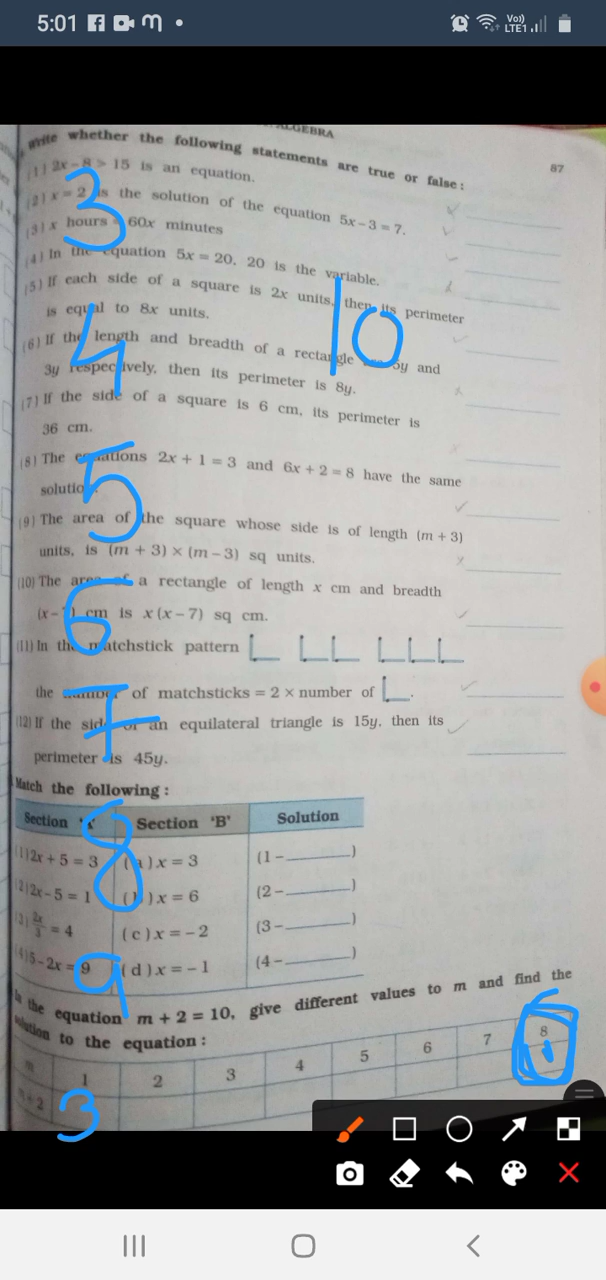 5:01
Vo))
LTE1
ALGEBRA
87
Write whether the following statements are true or false :
(1) 2x – 8 > 15 is an equation.
(2) x = 2 is the solution of the equation 5x – 3 = 7.
(3) x hours = 60x minutes
(4) In the equation 5x = 20, 20 is the variable.
(5) If each side of a square is 2x units, then its perimeter
is equal to 8x units.
(6) If the length and breadth of a rectangle 5y and
3y respectively, then its perimeter is 8y.
(7) If the side of a square is 6 cm, its perimeter is
36 cm.
(8) The equations 2x + 1 = 3 and 6x + 2 = 8 have the same
solution
(9) The area of the square whose side is of length (m + 3)
units, is (m + 3) × (m – 3) sq units.
(10) The area of a rectangle of length x cm and breadth
(x – cm is x (x – 7) sq cm.
(11) In the matchstick pattern
the number of matchsticks = 2 × number of .
(12) If the side of an equilateral triangle is 15y, then its
perimeter is 45y.
Match the following :
Section 'A' Section 'B' Solution
(1) 2x + 5 = 3 (a) x = 3 (1 – )
(2) 2x – 5 = 1 (b) x = 6 (2 – )
(3) 2x/3 = 4 (c) x = – 2 (3 – )
(4) 5 – 2x = 9 (d) x = – 1 (4 – )
In the equation m + 2 = 10, give different values to m and find the
solution to the equation :
m 1 2 3 4 5 6 7 8
m + 2
3
4
10
5
6
7
8
9
3